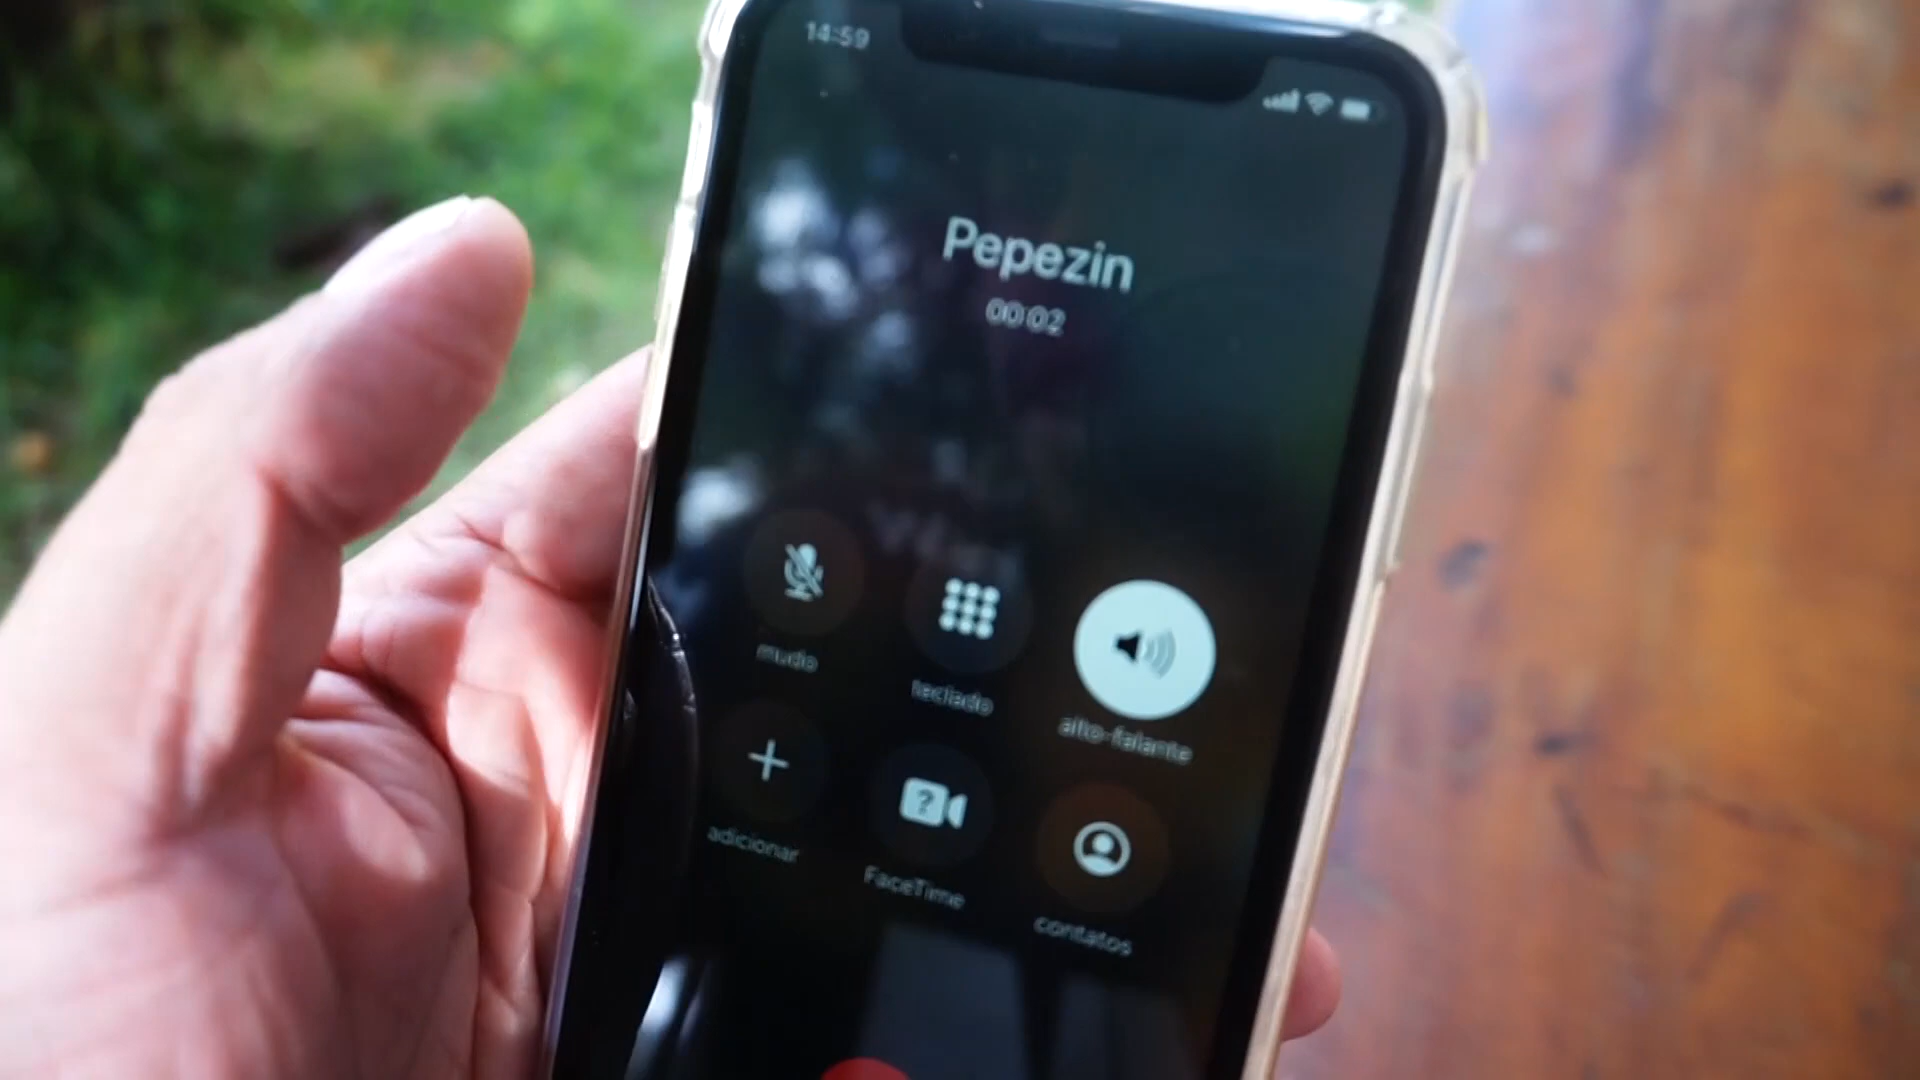 14:59
Pepezin
00:02
mudo
teclado
alto-falante
adicionar
FaceTime
contatos